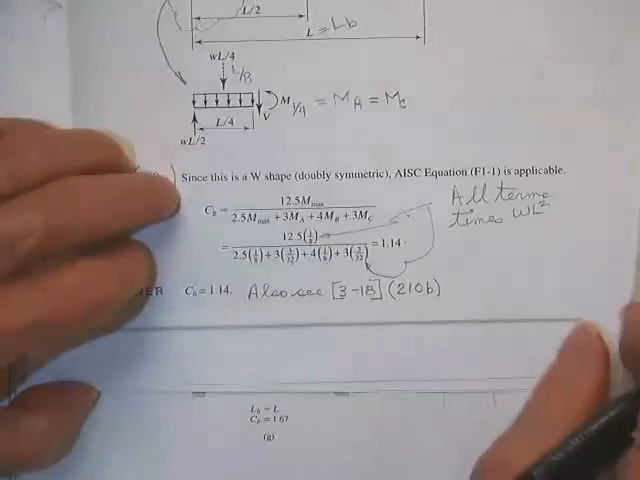 L/2
L = Lb
wL/4
L/8
M 1/4 = MA = Mc
V
L/4
wL/2
Since this is a W shape (doubly symmetric), AISC Equation (F1-1) is applicable.
Cb = 12.5Mmax / 2.5Mmax + 3MA + 4MB + 3MC
All terms
times wL²
= 12.5(1/8) / 2.5(1/8) + 3(3/32) + 4(1/8) + 3(3/32) = 1.14
ER Cb = 1.14. Also see [3-18] (210b)
Lb = L
Cb = 1.67
(g)